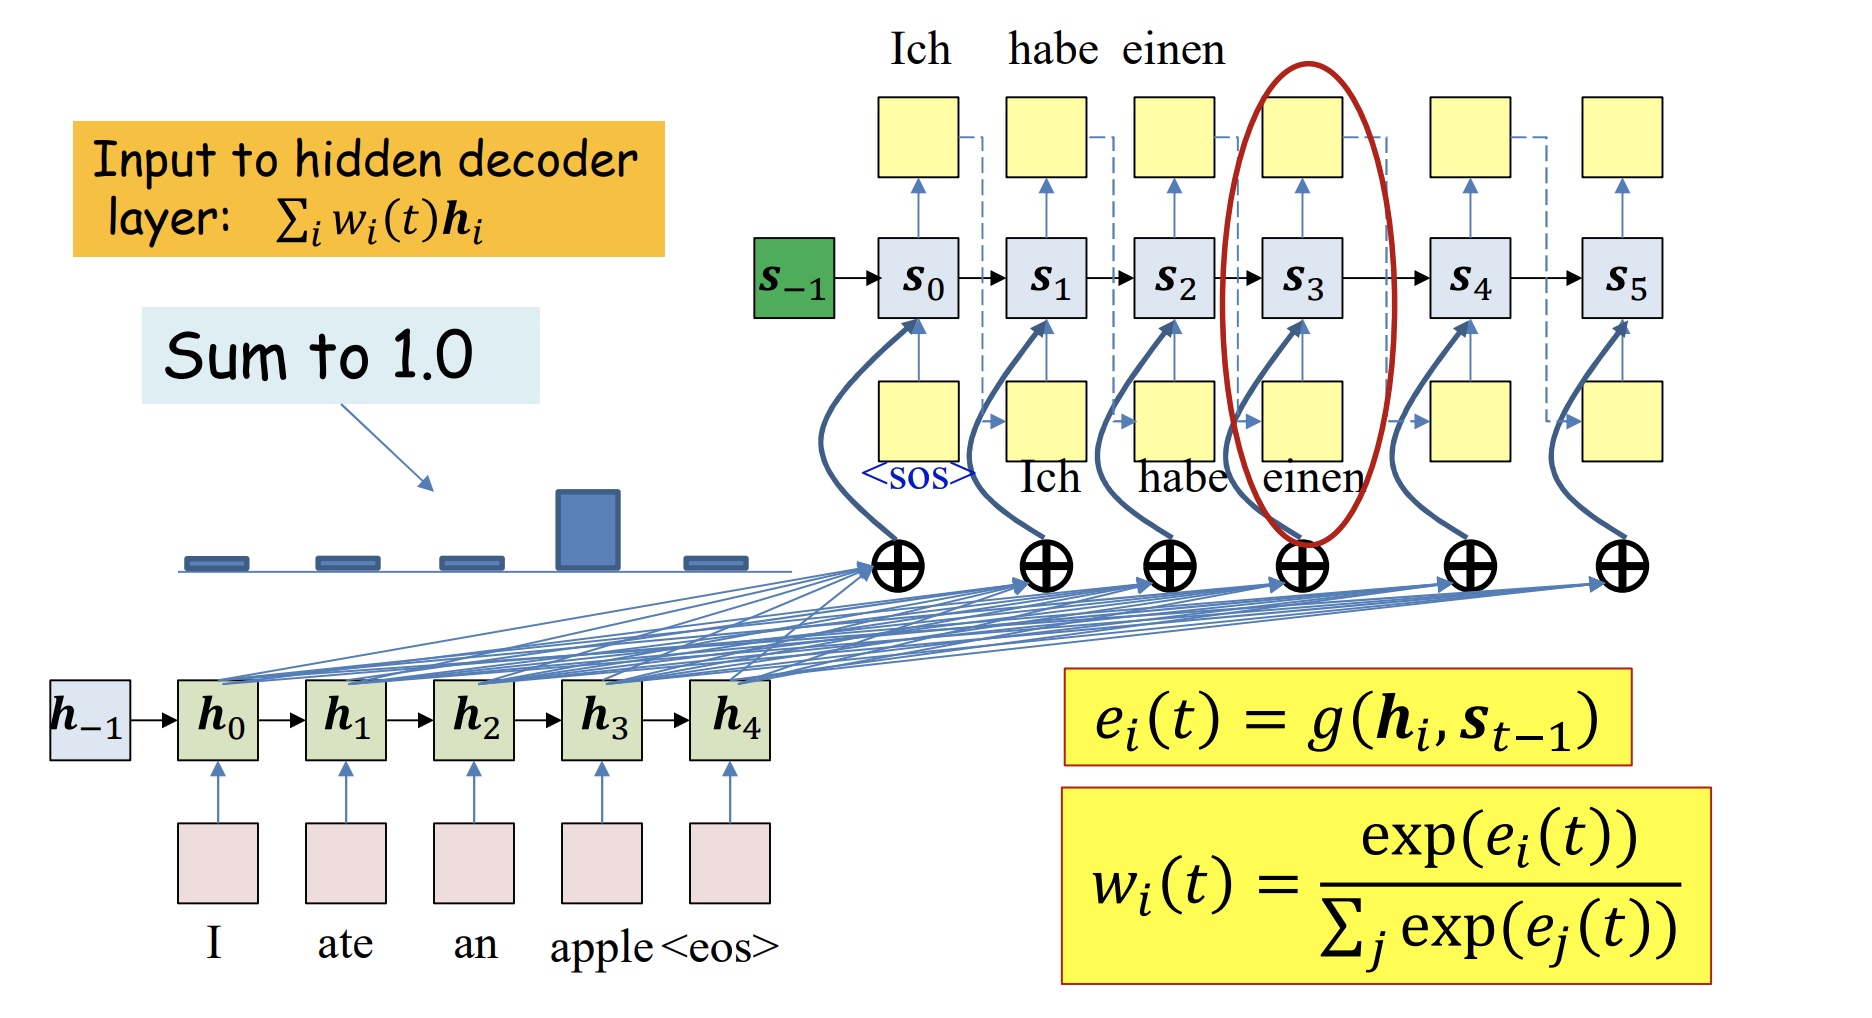 Ich habe einen
Input to hidden decoder
layer: ∑ᵢ wᵢ(t)𝒉ᵢ
𝒔₋₁ 𝒔₀ 𝒔₁ 𝒔₂ 𝒔₃ 𝒔₄ 𝒔₅
Sum to 1.0
<sos> Ich habe einen
𝒉₋₁ 𝒉₀ 𝒉₁ 𝒉₂ 𝒉₃ 𝒉₄
I ate an apple <eos>
eᵢ(t) = g(𝒉ᵢ, 𝒔ₜ₋₁)
wᵢ(t) = exp(eᵢ(t)) / ∑ⱼ exp(eⱼ(t))